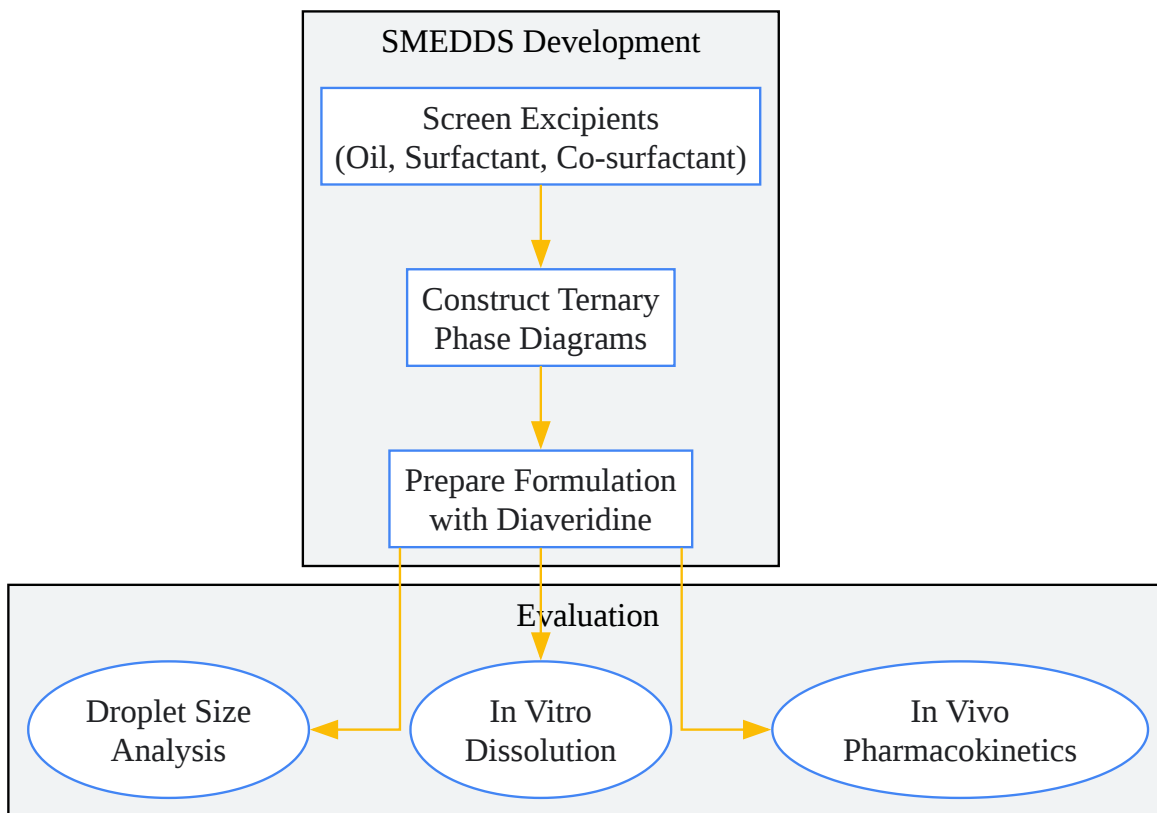 SMEDDS Development
Screen Excipients
(Oil, Surfactant, Co-surfactant)
Construct Ternary
Phase Diagrams
Prepare Formulation
with Diaveridine
Evaluation
Droplet Size
Analysis
In Vitro
Dissolution
In Vivo
Pharmacokinetics